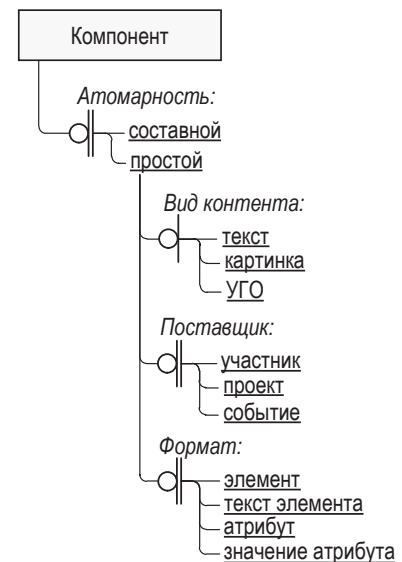 Компонент
Атомарность:
составной
простой
Вид контента:
текст
картинка
УГО
Поставщик:
участник
проект
событие
Формат:
элемент
текст элемента
атрибут
значение атрибута